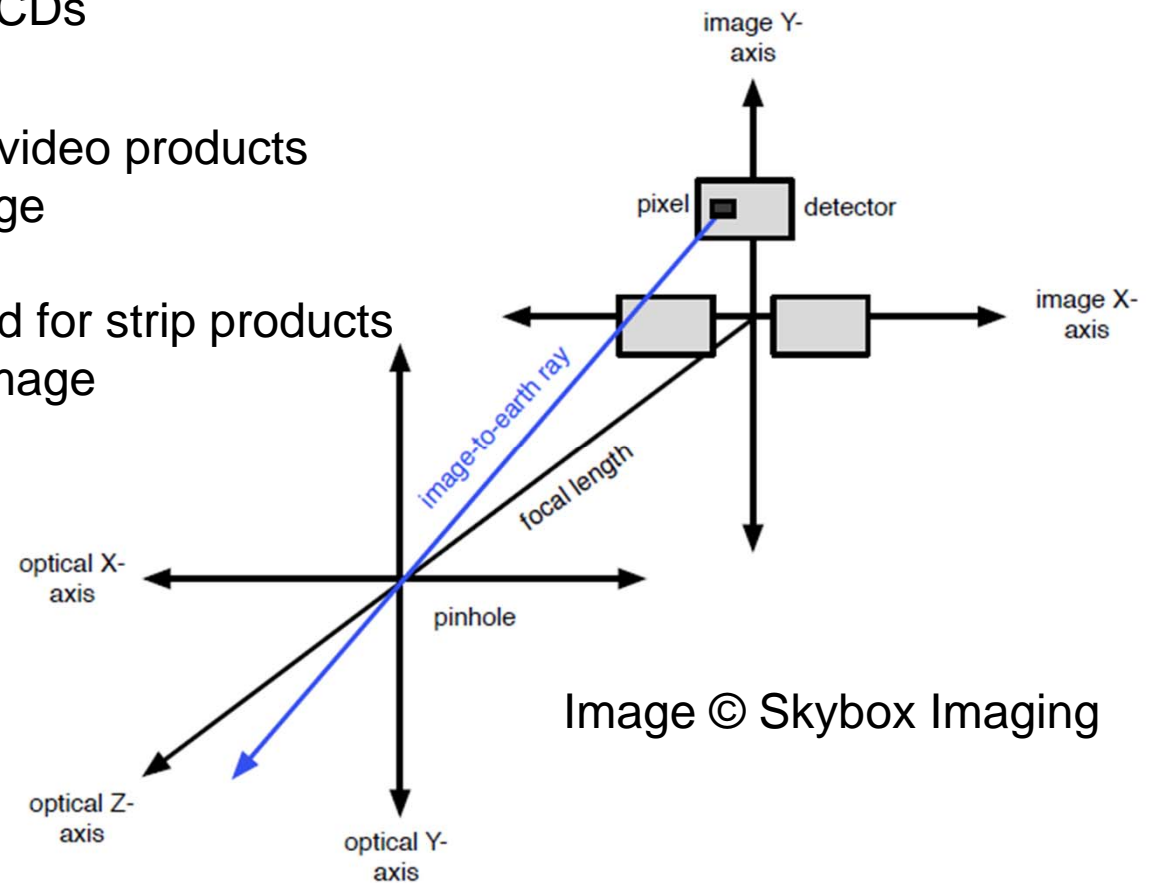 CDs
video products
ge
d for strip products
mage
image Y-
axis
pixel
detector
image X-
axis
image-to-earth ray
focal length
optical X-
axis
pinhole
Image © Skybox Imaging
optical Z-
axis
optical Y-
axis